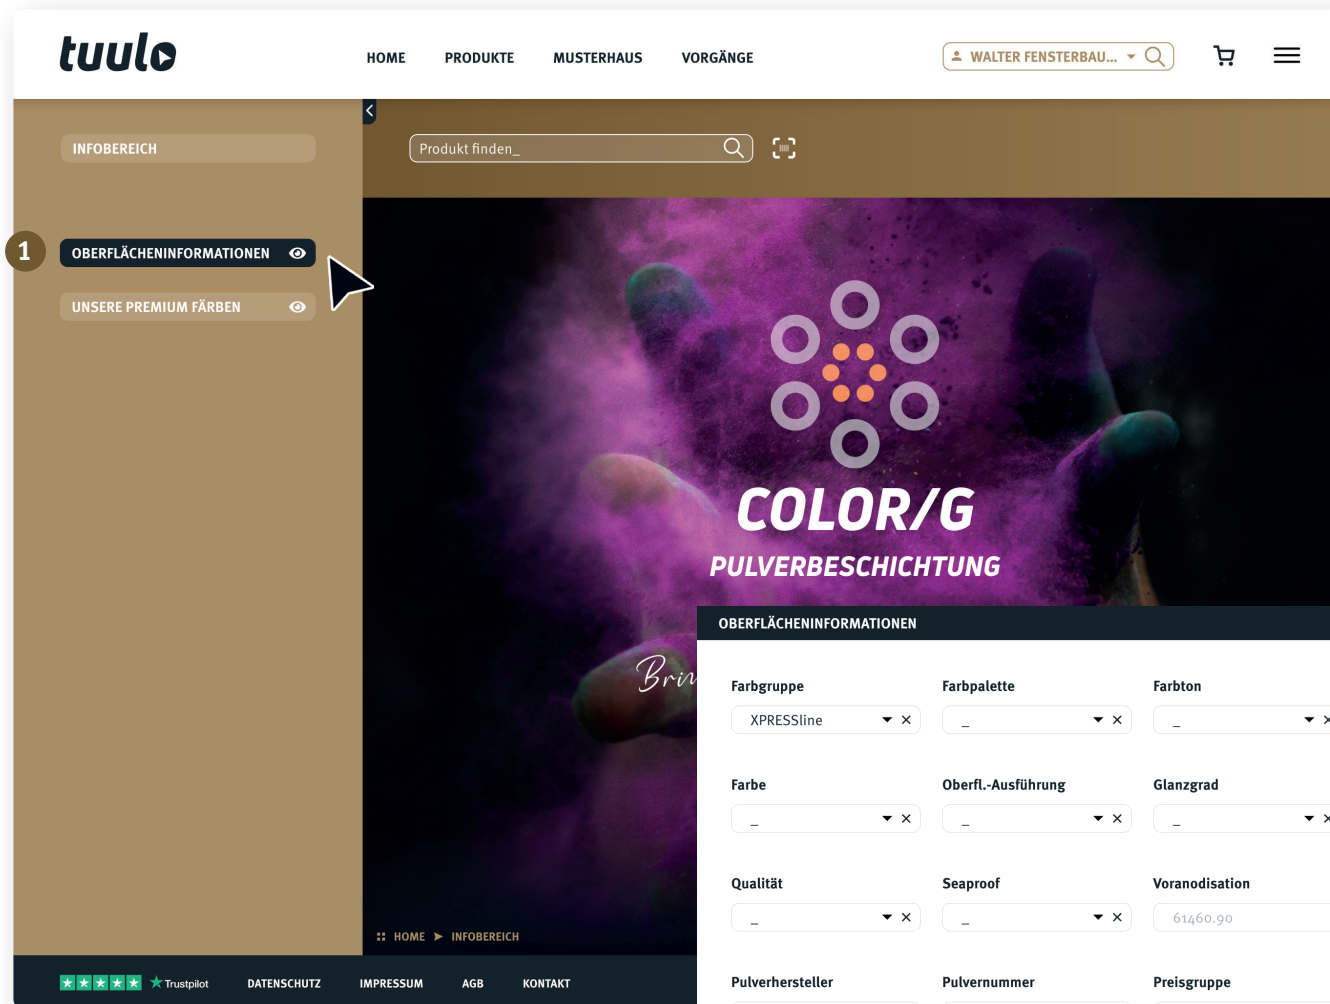 tuulo
HOME PRODUKTE MUSTERHAUS VORGÄNGE
WALTER FENSTERBAU...
INFOBEREICH
Produkt finden_
1
OBERFLÄCHENINFORMATIONEN
UNSERE PREMIUM FÄRBEN
COLOR/G
PULVERBESCHICHTUNG
OBERFLÄCHENINFORMATIONEN
Farbgruppe Farbpalette Farbton
XPRESSline _ _
Farbe Oberfl.-Ausführung Glanzgrad
_ _ _
Qualität Seaproof Voranodisation
_ _ 61460.90
Pulverhersteller Pulvernummer Preisgruppe
HOME ➤ INFOBEREICH
Trustpilot DATENSCHUTZ IMPRESSUM AGB KONTAKT